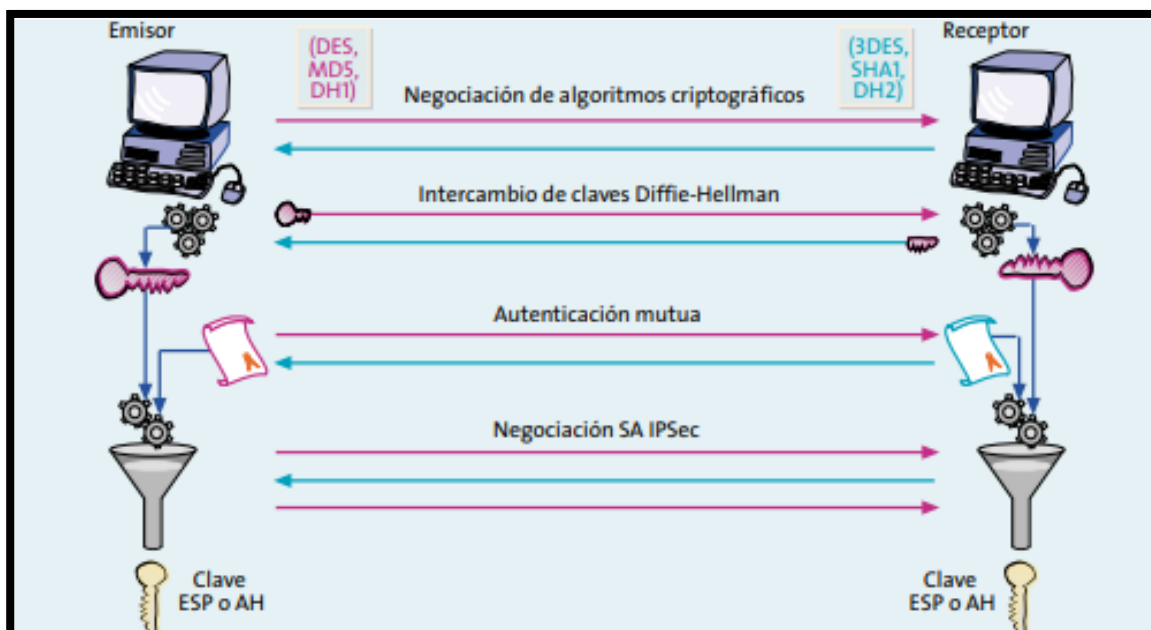 Emisor
Receptor
(DES,
MD5,
DH1)
(3DES,
SHA1,
DH2)
Negociación de algoritmos criptográficos
Intercambio de claves Diffie-Hellman
Autenticación mutua
Negociación SA IPSec
Clave
ESP o AH
Clave
ESP o AH